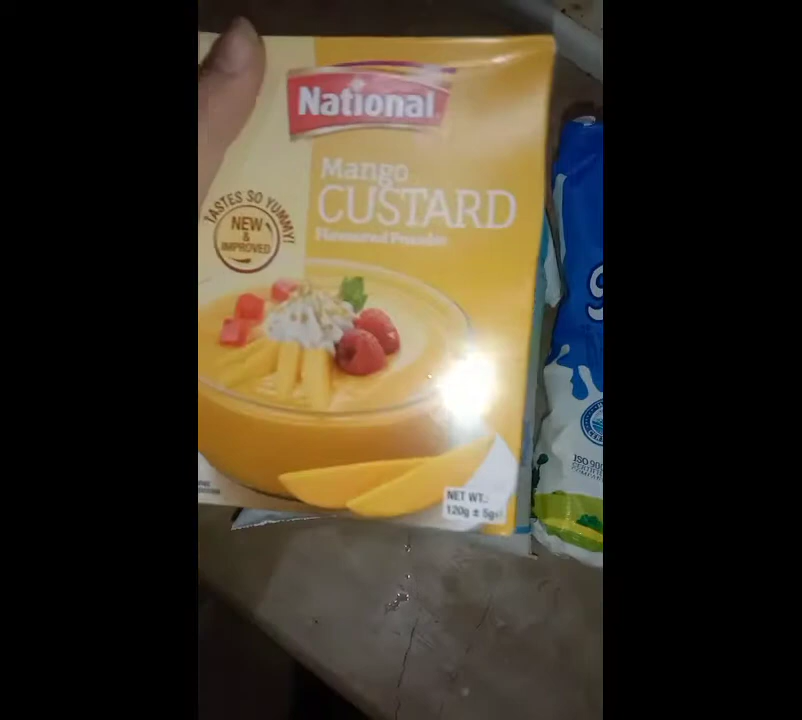 National
Mango
CUSTARD
Flavoured Powder
TASTES SO YUMMY!
NEW
&
IMPROVED
NET WT.:
120g ± 5g
ISO 900